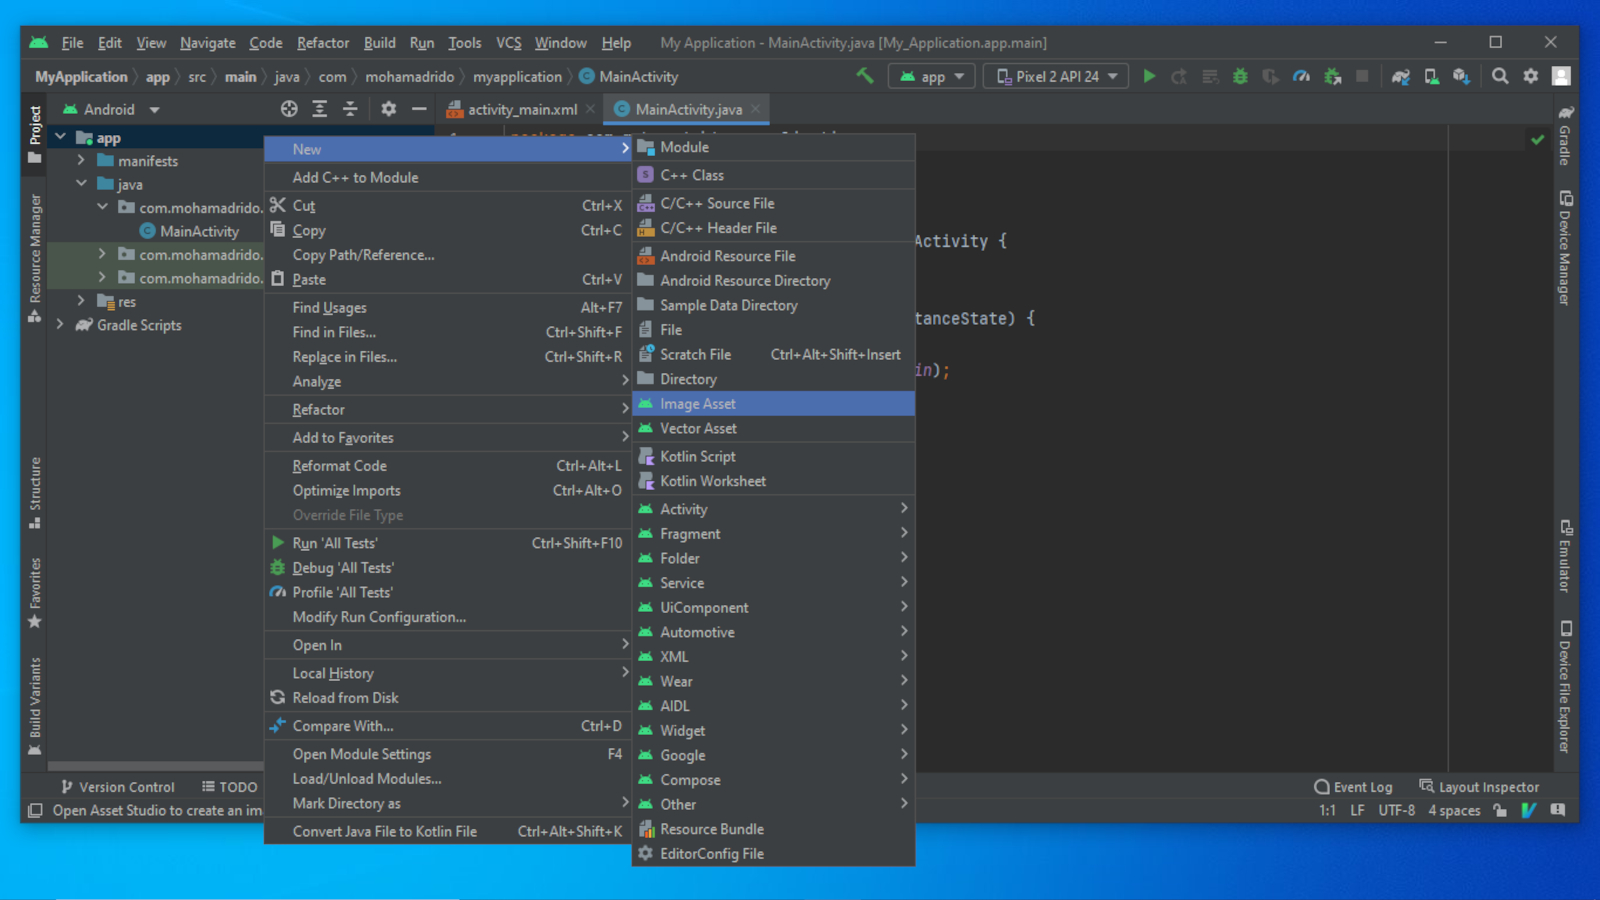 File Edit View Navigate Code Refactor Build Run Tools VCS Window Help My Application - MainActivity.java [My_Application.app.main]
MyApplication app src main java com mohamadrido myapplication MainActivity app Pixel 2 API 24
Android activity_main.xml MainActivity.java
Project
Resource Manager
Structure
Favorites
Build Variants
app
manifests
java
com.mohamadrido.
MainActivity
com.mohamadrido.
com.mohamadrido.
res
Gradle Scripts
New
Add C++ to Module
Cut Ctrl+X
Copy Ctrl+C
Copy Path/Reference...
Paste Ctrl+V
Find Usages Alt+F7
Find in Files... Ctrl+Shift+F
Replace in Files... Ctrl+Shift+R
Analyze
Refactor
Add to Favorites
Reformat Code Ctrl+Alt+L
Optimize Imports Ctrl+Alt+O
Override File Type
Run 'All Tests' Ctrl+Shift+F10
Debug 'All Tests'
Profile 'All Tests'
Modify Run Configuration...
Open In
Local History
Reload from Disk
Compare With... Ctrl+D
Open Module Settings F4
Load/Unload Modules...
Mark Directory as
Convert Java File to Kotlin File Ctrl+Alt+Shift+K
Module
C++ Class
C/C++ Source File
C/C++ Header File
Android Resource File
Android Resource Directory
Sample Data Directory
File
Scratch File Ctrl+Alt+Shift+Insert
Directory
Image Asset
Vector Asset
Kotlin Script
Kotlin Worksheet
Activity
Fragment
Folder
Service
UiComponent
Automotive
XML
Wear
AIDL
Widget
Google
Compose
Other
Resource Bundle
EditorConfig File
Activity {
tanceState) {
in);
Gradle
Device Manager
Emulator
Device File Explorer
Version Control TODO Event Log Layout Inspector
Open Asset Studio to create an im 1:1 LF UTF-8 4 spaces